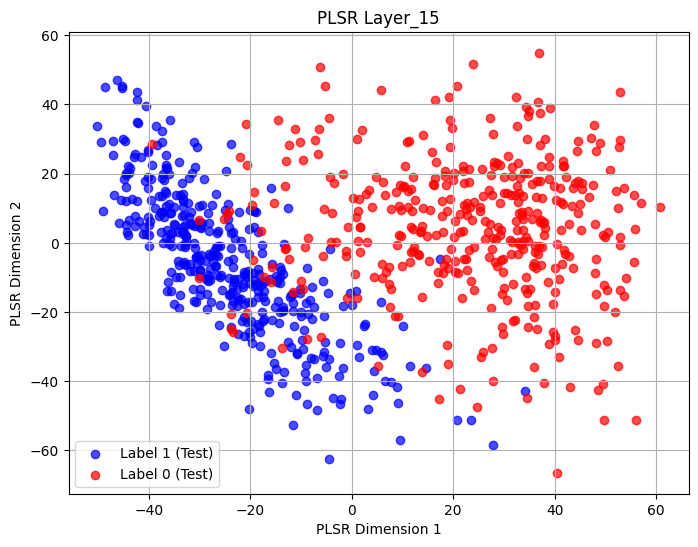 PLSR Layer_15
60
40
20
0
−20
−40
−60
PLSR Dimension 2
Label 1 (Test)
Label 0 (Test)
−40 −20 0 20 40 60
PLSR Dimension 1